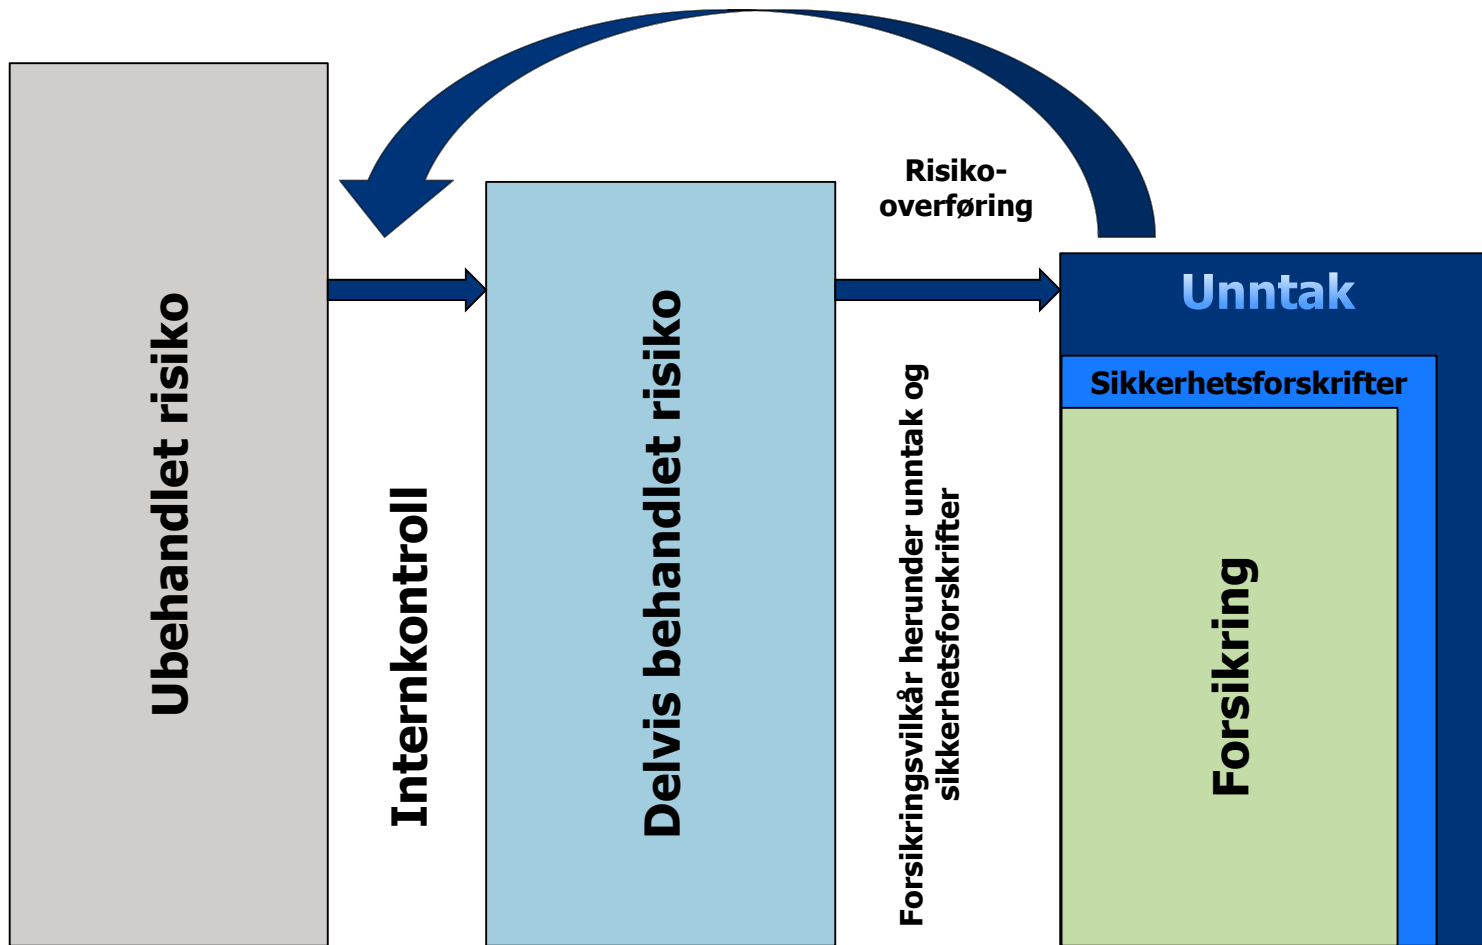 Ubehandlet risiko
Internkontroll
Delvis behandlet risiko
Risiko-
overføring
Forsikringsvilkår herunder unntak og
sikkerhetsforskrifter
Unntak
Sikkerhetsforskrifter
Forsikring